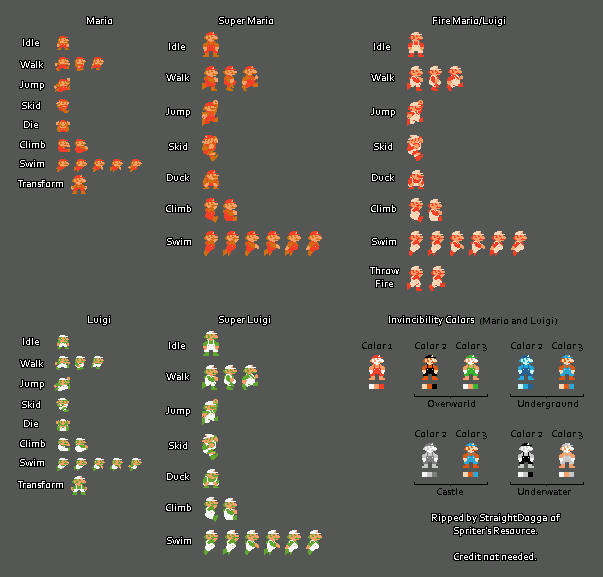 Mario
Idle
Walk
Jump
Skid
Die
Climb
Swim
Transform
Super Mario
Idle
Walk
Jump
Skid
Duck
Climb
Swim
Fire Mario/Luigi
Idle
Walk
Jump
Skid
Duck
Climb
Swim
Throw
Fire
Luigi
Idle
Walk
Jump
Skid
Die
Climb
Swim
Transform
Super Luigi
Idle
Walk
Jump
Skid
Duck
Climb
Swim
Invincibility Colors (Mario and Luigi)
Color 1 Color 2 Color 3 Color 2 Color 3
Overworld Underground
Color 2 Color 3 Color 2 Color 3
Castle Underwater
Ripped by StraightDogga of
Spriter's Resource.
Credit not needed.